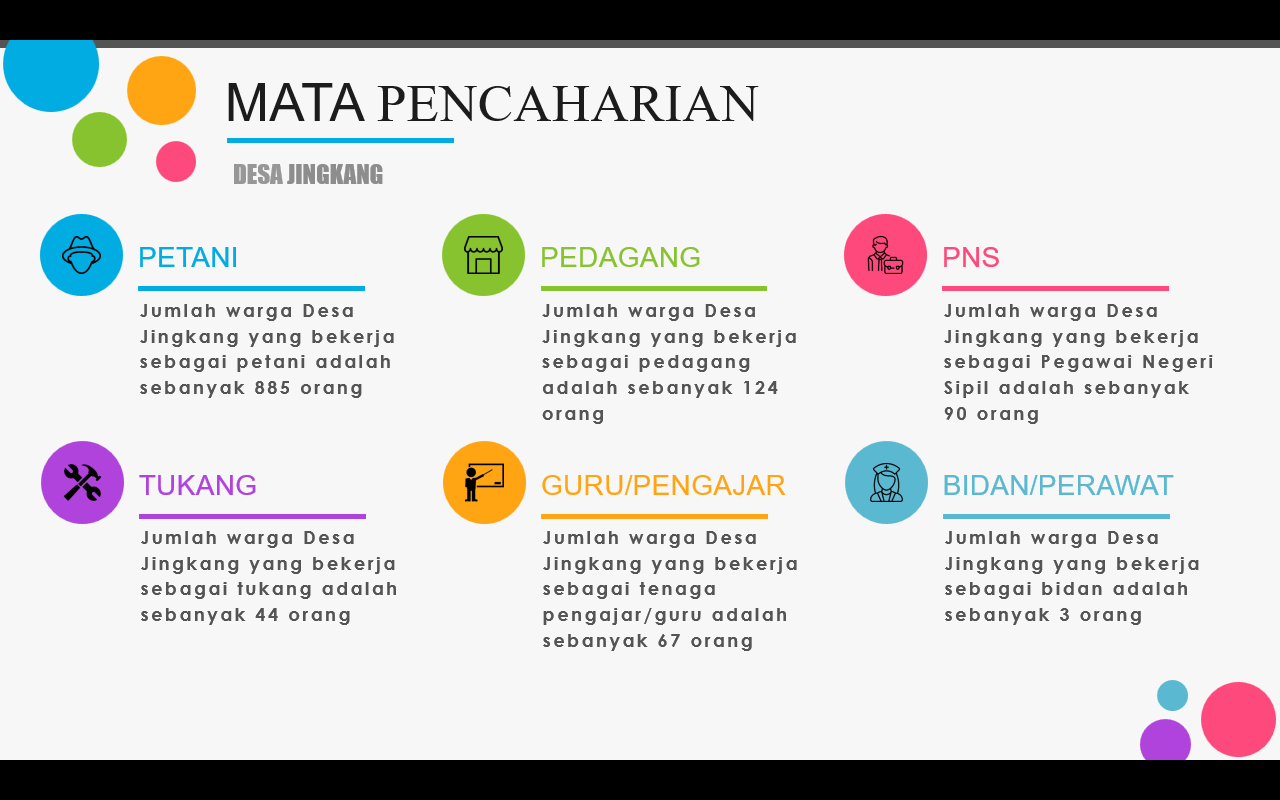 MATA PENCAHARIAN
DESA JINGKANG
PETANI
Jumlah warga Desa
Jingkang yang bekerja
sebagai petani adalah
sebanyak 885 orang
PEDAGANG
Jumlah warga Desa
Jingkang yang bekerja
sebagai pedagang
adalah sebanyak 124
orang
PNS
Jumlah warga Desa
Jingkang yang bekerja
sebagai Pegawai Negeri
Sipil adalah sebanyak
90 orang
TUKANG
Jumlah warga Desa
Jingkang yang bekerja
sebagai tukang adalah
sebanyak 44 orang
GURU/PENGAJAR
Jumlah warga Desa
Jingkang yang bekerja
sebagai tenaga
pengajar/guru adalah
sebanyak 67 orang
BIDAN/PERAWAT
Jumlah warga Desa
Jingkang yang bekerja
sebagai bidan adalah
sebanyak 3 orang